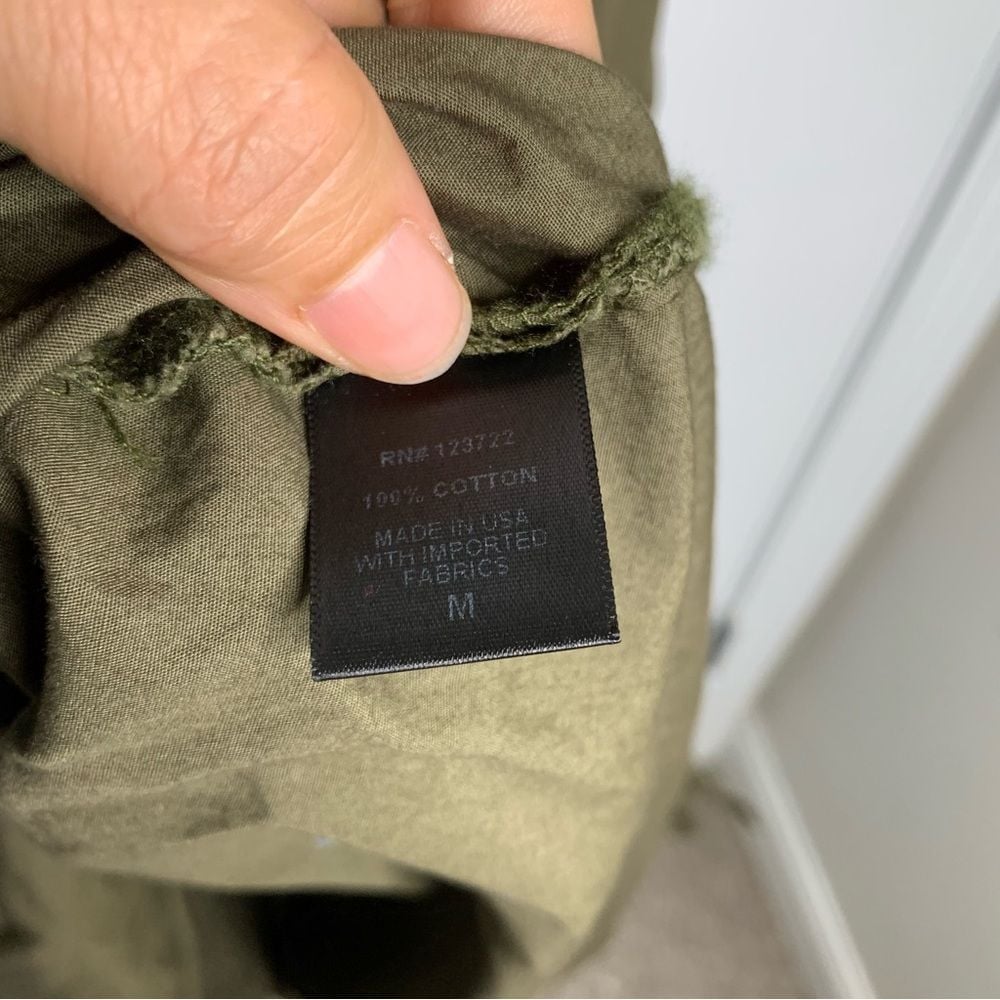 RN# 123722
100% COTTON
MADE IN USA
WITH IMPORTED
FABRICS
M